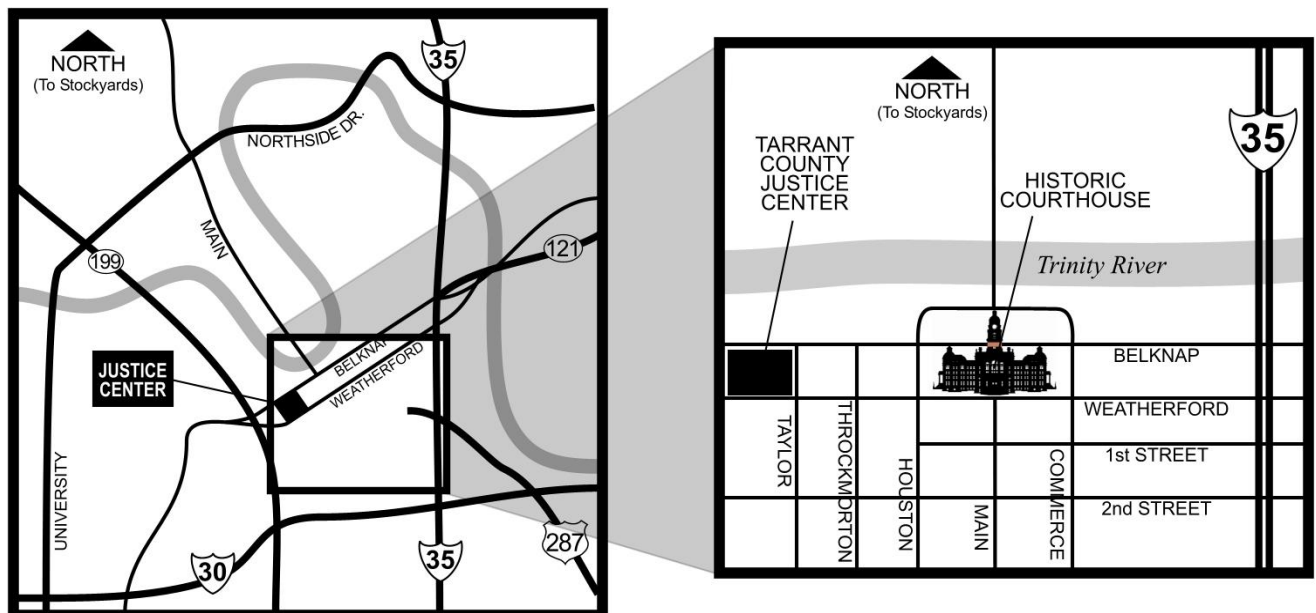 NORTH
(To Stockyards)
35
NORTHSIDE DR.
MAIN
199
121
BELKNAP
WEATHERFORD
JUSTICE
CENTER
UNIVERSITY
30
35
287
NORTH
(To Stockyards)
35
TARRANT
COUNTY
JUSTICE
CENTER
HISTORIC
COURTHOUSE
Trinity River
BELKNAP
WEATHERFORD
1st STREET
2nd STREET
TAYLOR
THROCKMORTON
HOUSTON
MAIN
COMMERCE